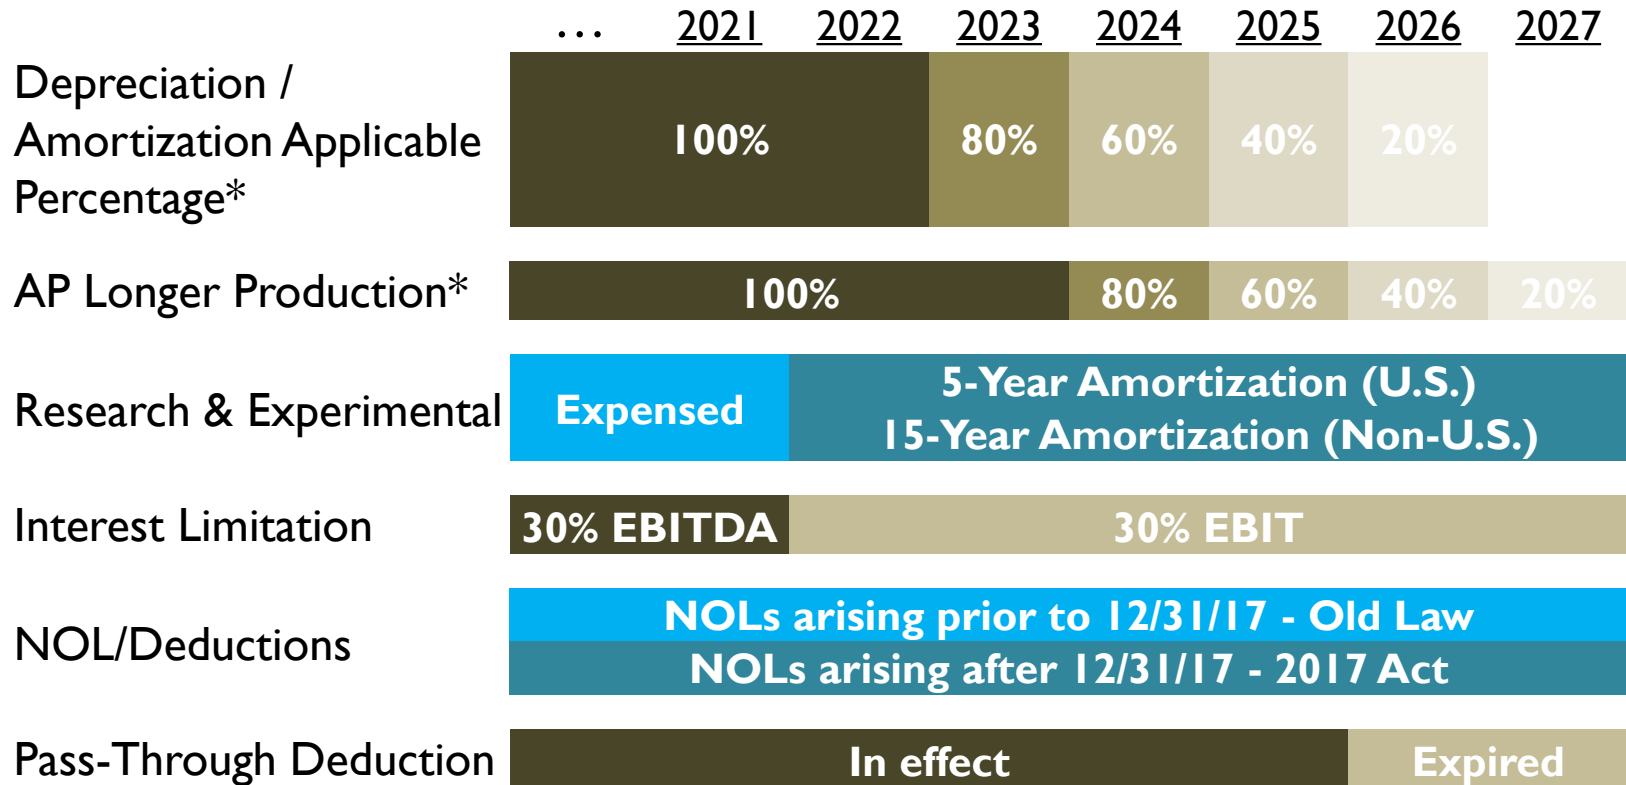 … 2021 2022 2023 2024 2025 2026 2027
Depreciation /
Amortization Applicable
Percentage*
100% 80% 60% 40% 20%
AP Longer Production* 100% 80% 60% 40% 20%
Research & Experimental
Expensed
5-Year Amortization (U.S.)
15-Year Amortization (Non-U.S.)
Interest Limitation 30% EBITDA 30% EBIT
NOL/Deductions
NOLs arising prior to 12/31/17 - Old Law
NOLs arising after 12/31/17 - 2017 Act
Pass-Through Deduction In effect Expired